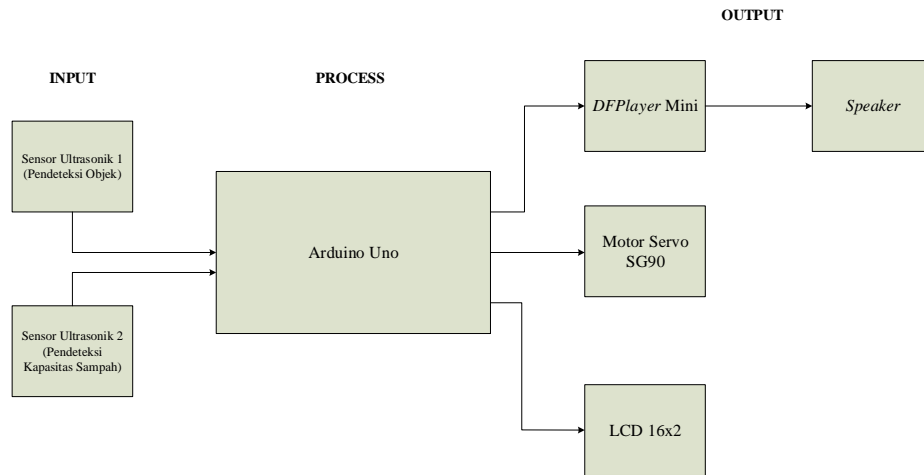 OUTPUT
INPUT
PROCESS
Sensor Ultrasonik 1
(Pendeteksi Objek)
Sensor Ultrasonik 2
(Pendeteksi
Kapasitas Sampah)
Arduino Uno
DFPlayer Mini
Speaker
Motor Servo
SG90
LCD 16x2